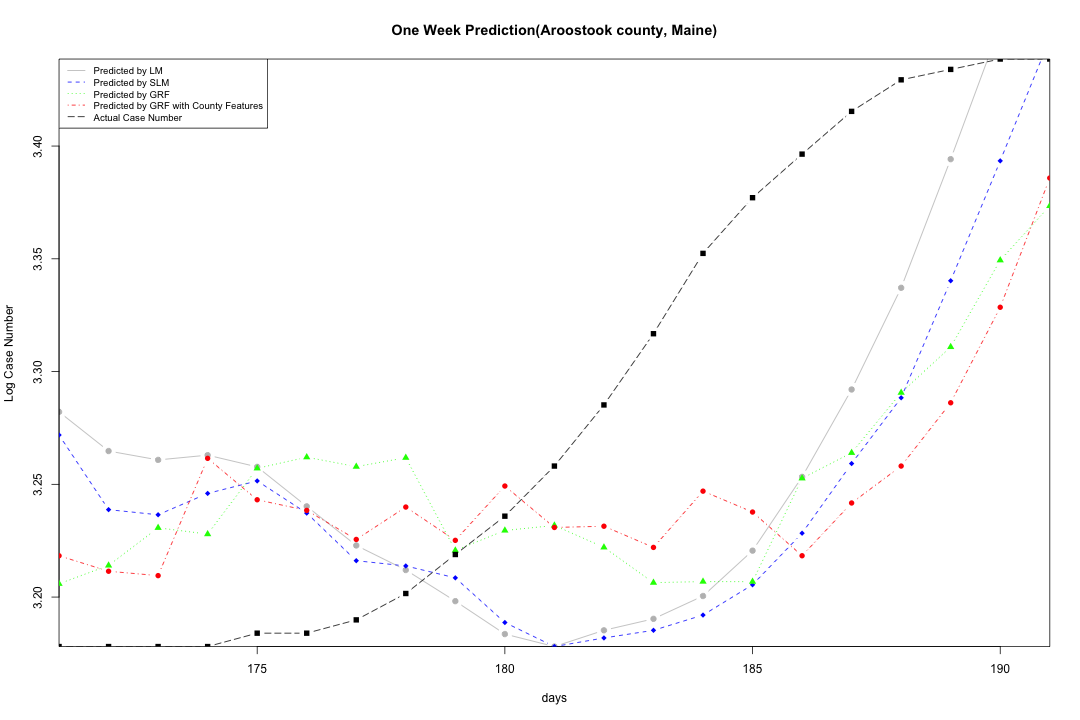 One Week Prediction(Aroostook county, Maine)
Predicted by LM
Predicted by SLM
Predicted by GRF
Predicted by GRF with County Features
Actual Case Number
3.40
3.35
3.30
3.25
3.20
Log Case Number
175 180 185 190
days